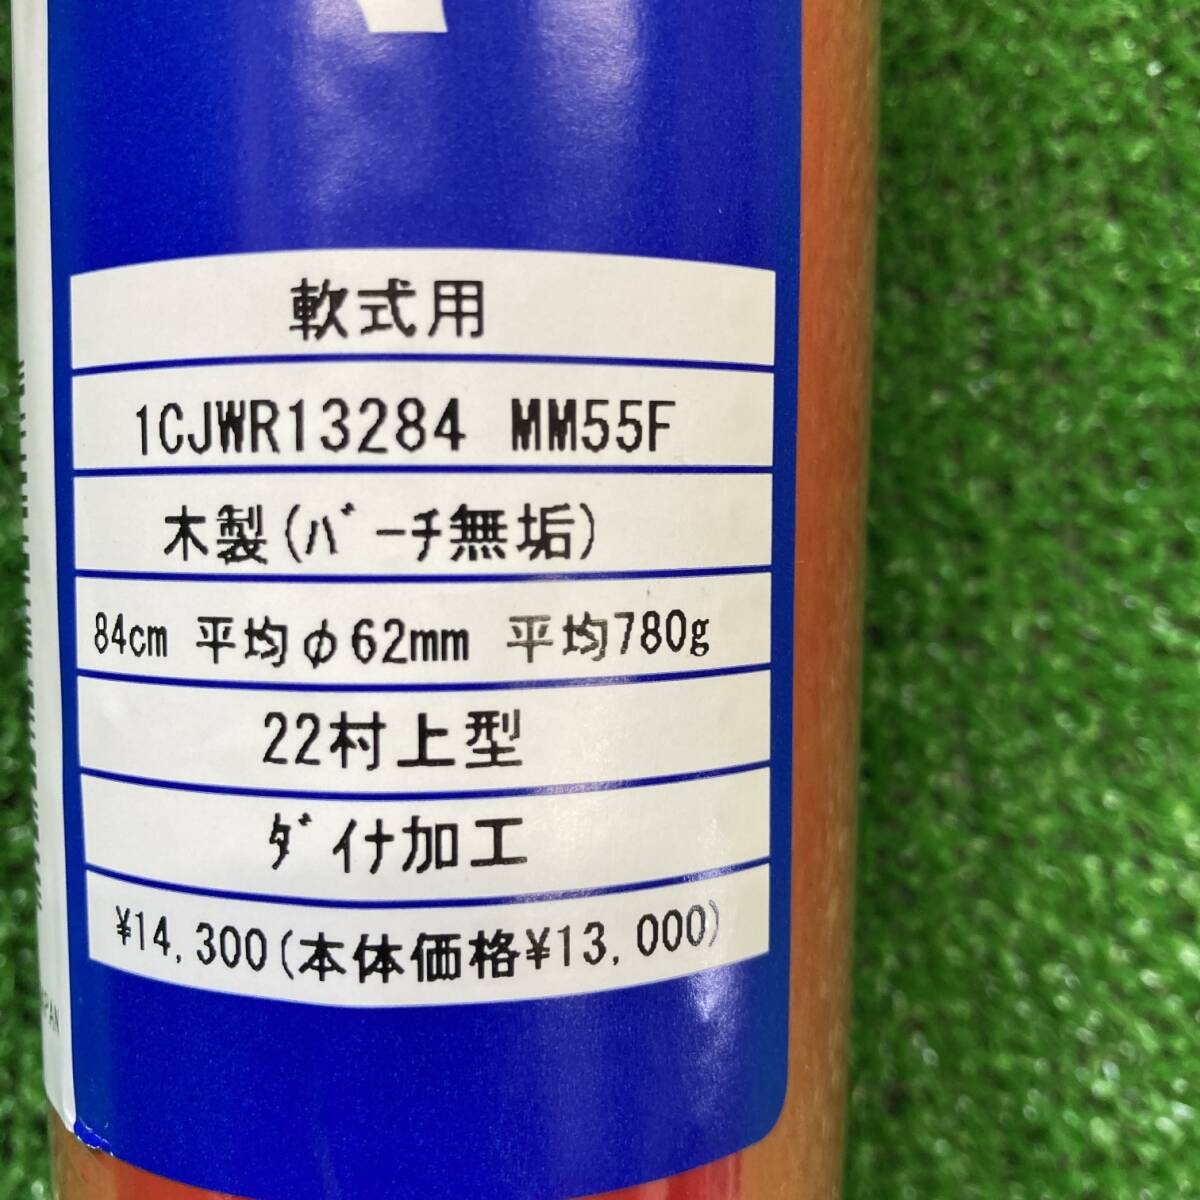 軟式用
1CJWR13284 MM55F
木製(ﾊﾞｰﾁ無垢)
84cm 平均φ62mm 平均780g
22村上型
ﾀﾞｲﾅ加工
¥14,300(本体価格¥13,000)